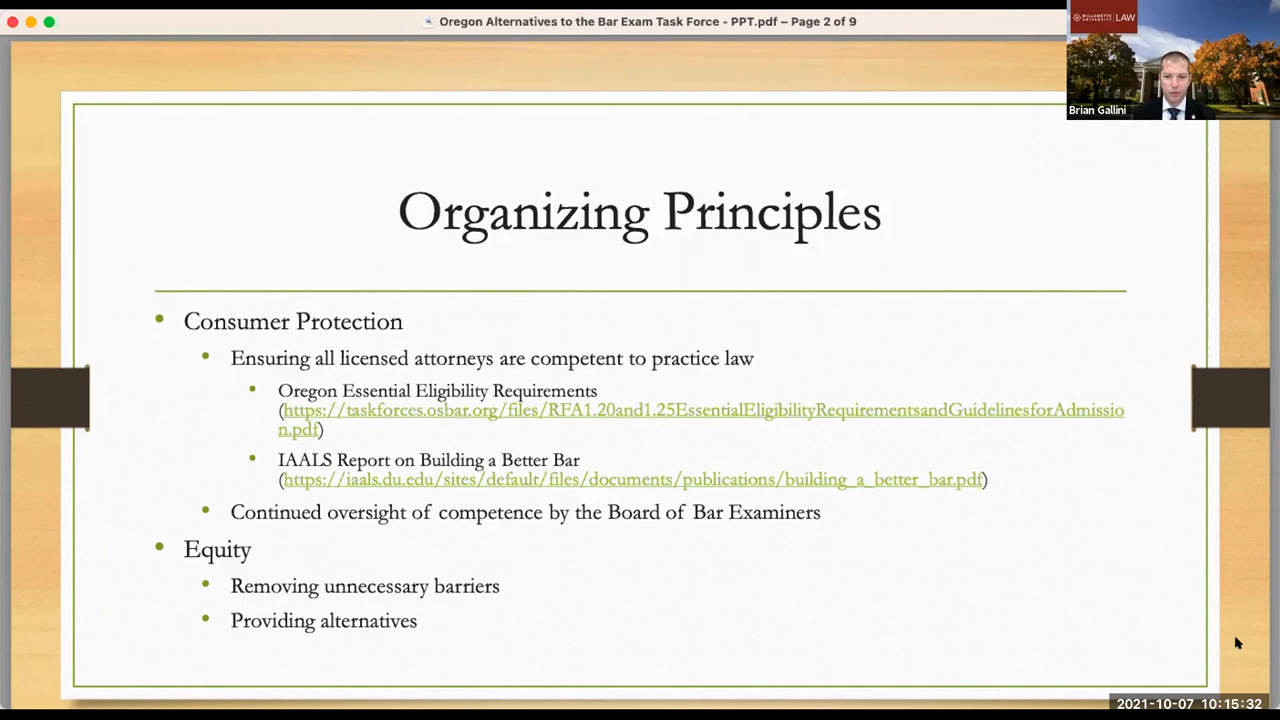 Oregon Alternatives to the Bar Exam Task Force - PPT.pdf – Page 2 of 9
WILLAMETTE UNIVERSITY | LAW
Brian Gallini
Organizing Principles
• Consumer Protection
• Ensuring all licensed attorneys are competent to practice law
• Oregon Essential Eligibility Requirements
(https://taskforces.osbar.org/files/RFA1.20and1.25EssentialEligibilityRequirementsandGuidelinesforAdmissio
n.pdf)
• IAALS Report on Building a Better Bar
(https://iaals.du.edu/sites/default/files/documents/publications/building_a_better_bar.pdf)
• Continued oversight of competence by the Board of Bar Examiners
• Equity
• Removing unnecessary barriers
• Providing alternatives
2021-10-07 10:15:32